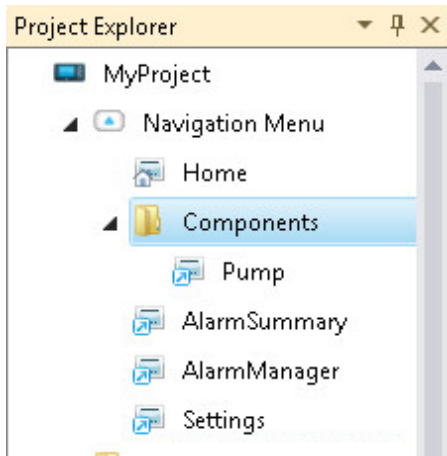 Project Explorer
MyProject
Navigation Menu
Home
Components
Pump
AlarmSummary
AlarmManager
Settings